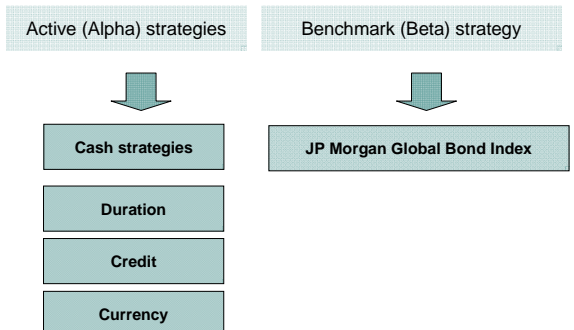 Active (Alpha) strategies
Benchmark (Beta) strategy
Cash strategies
JP Morgan Global Bond Index
Duration
Credit
Currency